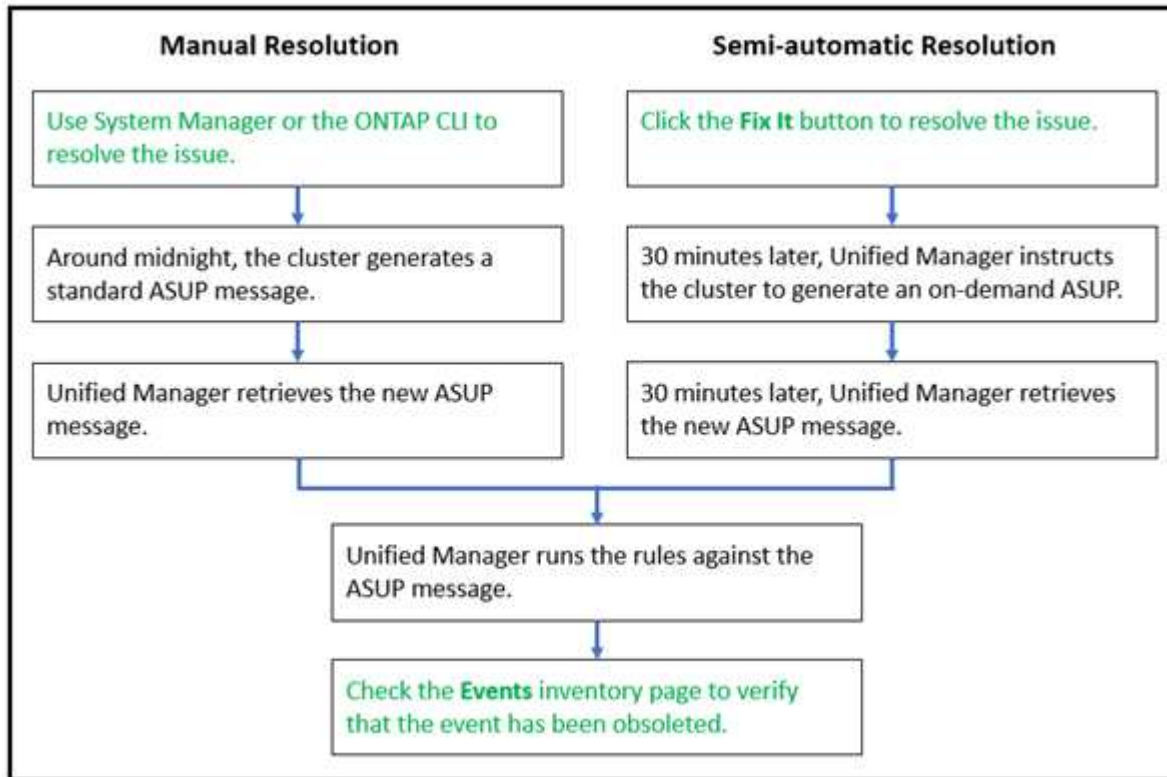 Manual Resolution
Semi-automatic Resolution
Use System Manager or the ONTAP CLI to
resolve the issue.
Click the Fix It button to resolve the issue.
Around midnight, the cluster generates a
standard ASUP message.
30 minutes later, Unified Manager instructs
the cluster to generate an on-demand ASUP.
Unified Manager retrieves the new ASUP
message.
30 minutes later, Unified Manager retrieves
the new ASUP message.
Unified Manager runs the rules against the
ASUP message.
Check the Events inventory page to verify
that the event has been obsoleted.